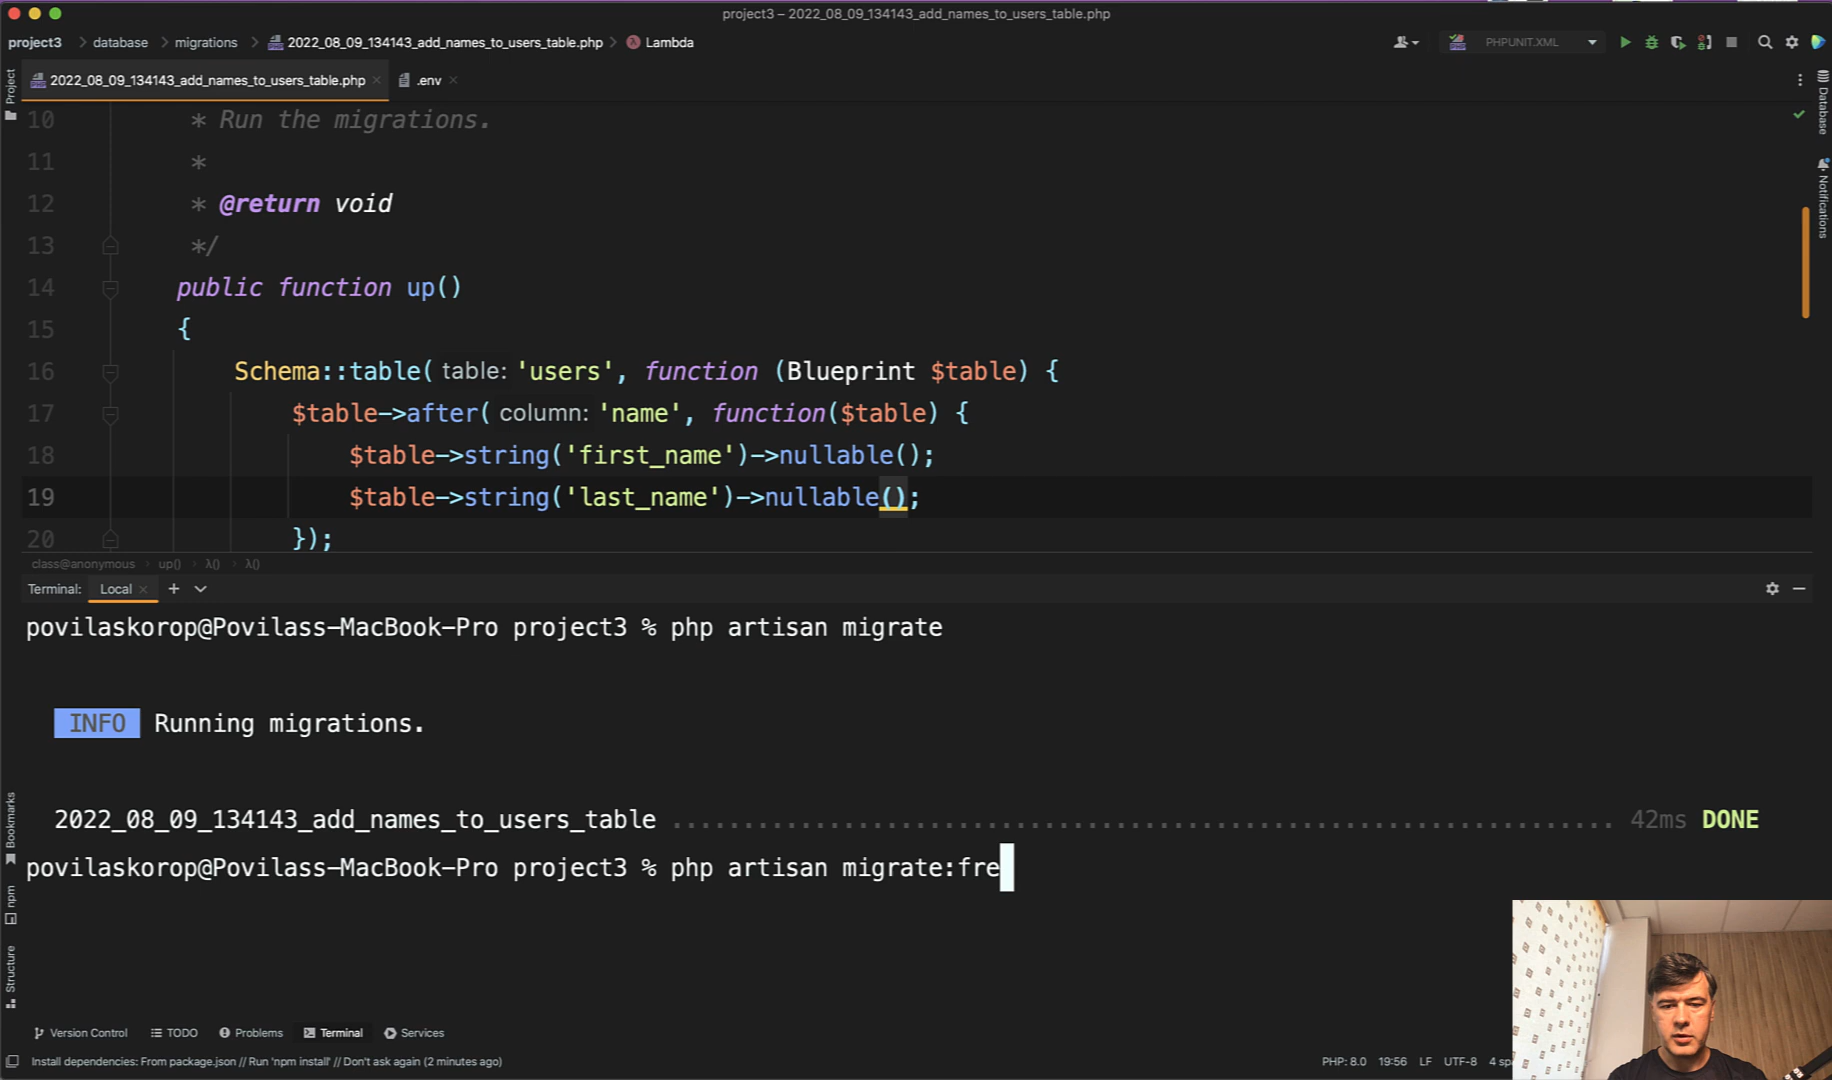 project3 – 2022_08_09_134143_add_names_to_users_table.php
project3 database migrations 2022_08_09_134143_add_names_to_users_table.php Lambda
PHPUNIT.XML
2022_08_09_134143_add_names_to_users_table.php .env
Project
Database
Notifications
10 * Run the migrations.
11 *
12 * @return void
13 */
14 public function up()
15 {
16 Schema::table( table: 'users', function (Blueprint $table) {
17 $table->after( column: 'name', function($table) {
18 $table->string('first_name')->nullable();
19 $table->string('last_name')->nullable();
20 });
class@anonymous up() λ() λ()
Terminal: Local
povilaskorop@Povilass-MacBook-Pro project3 % php artisan migrate
INFO Running migrations.
2022_08_09_134143_add_names_to_users_table ........................................................... 42ms DONE
povilaskorop@Povilass-MacBook-Pro project3 % php artisan migrate:fre
Bookmarks
npm
Structure
Version Control TODO Problems Terminal Services
Install dependencies: From package.json // Run 'npm install' // Don't ask again (2 minutes ago)
PHP: 8.0 19:56 LF UTF-8 4 sp